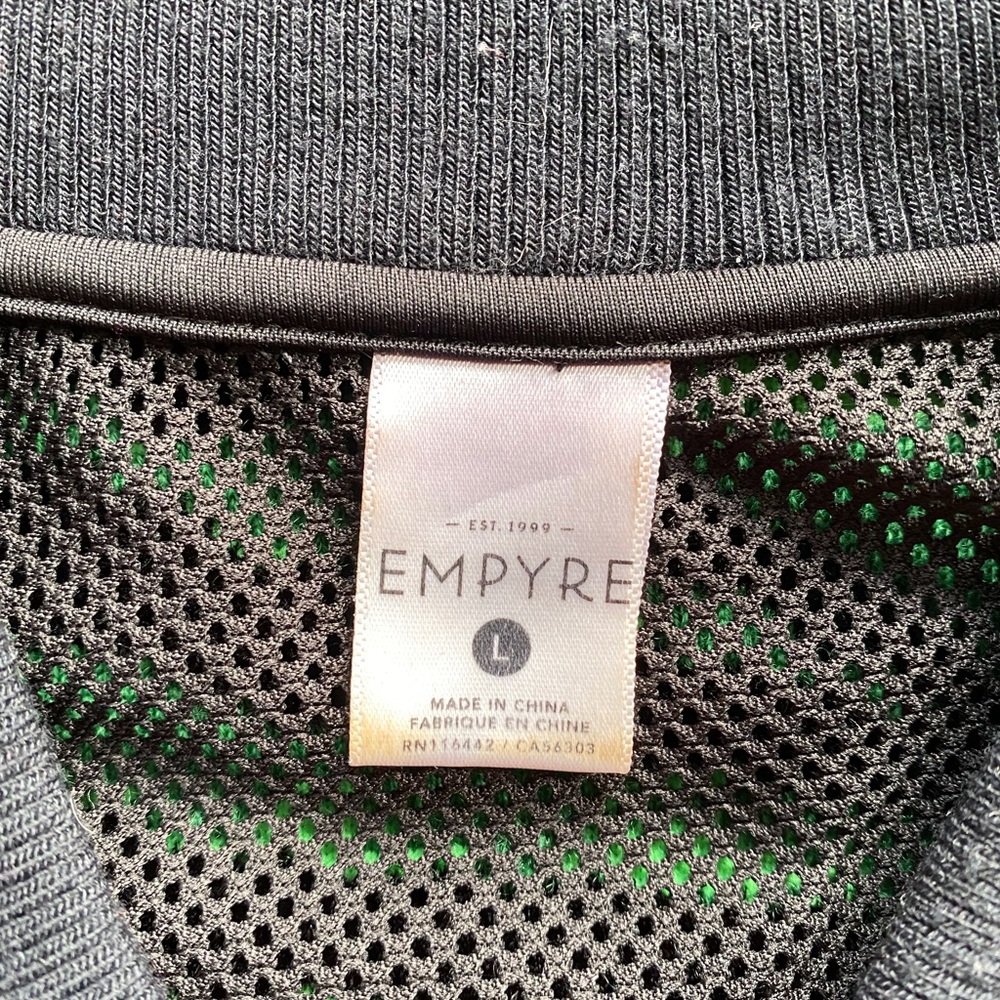 – EST. 1999 –
EMPYRE
L
MADE IN CHINA
FABRIQUE EN CHINE
RN116442 / CA56303